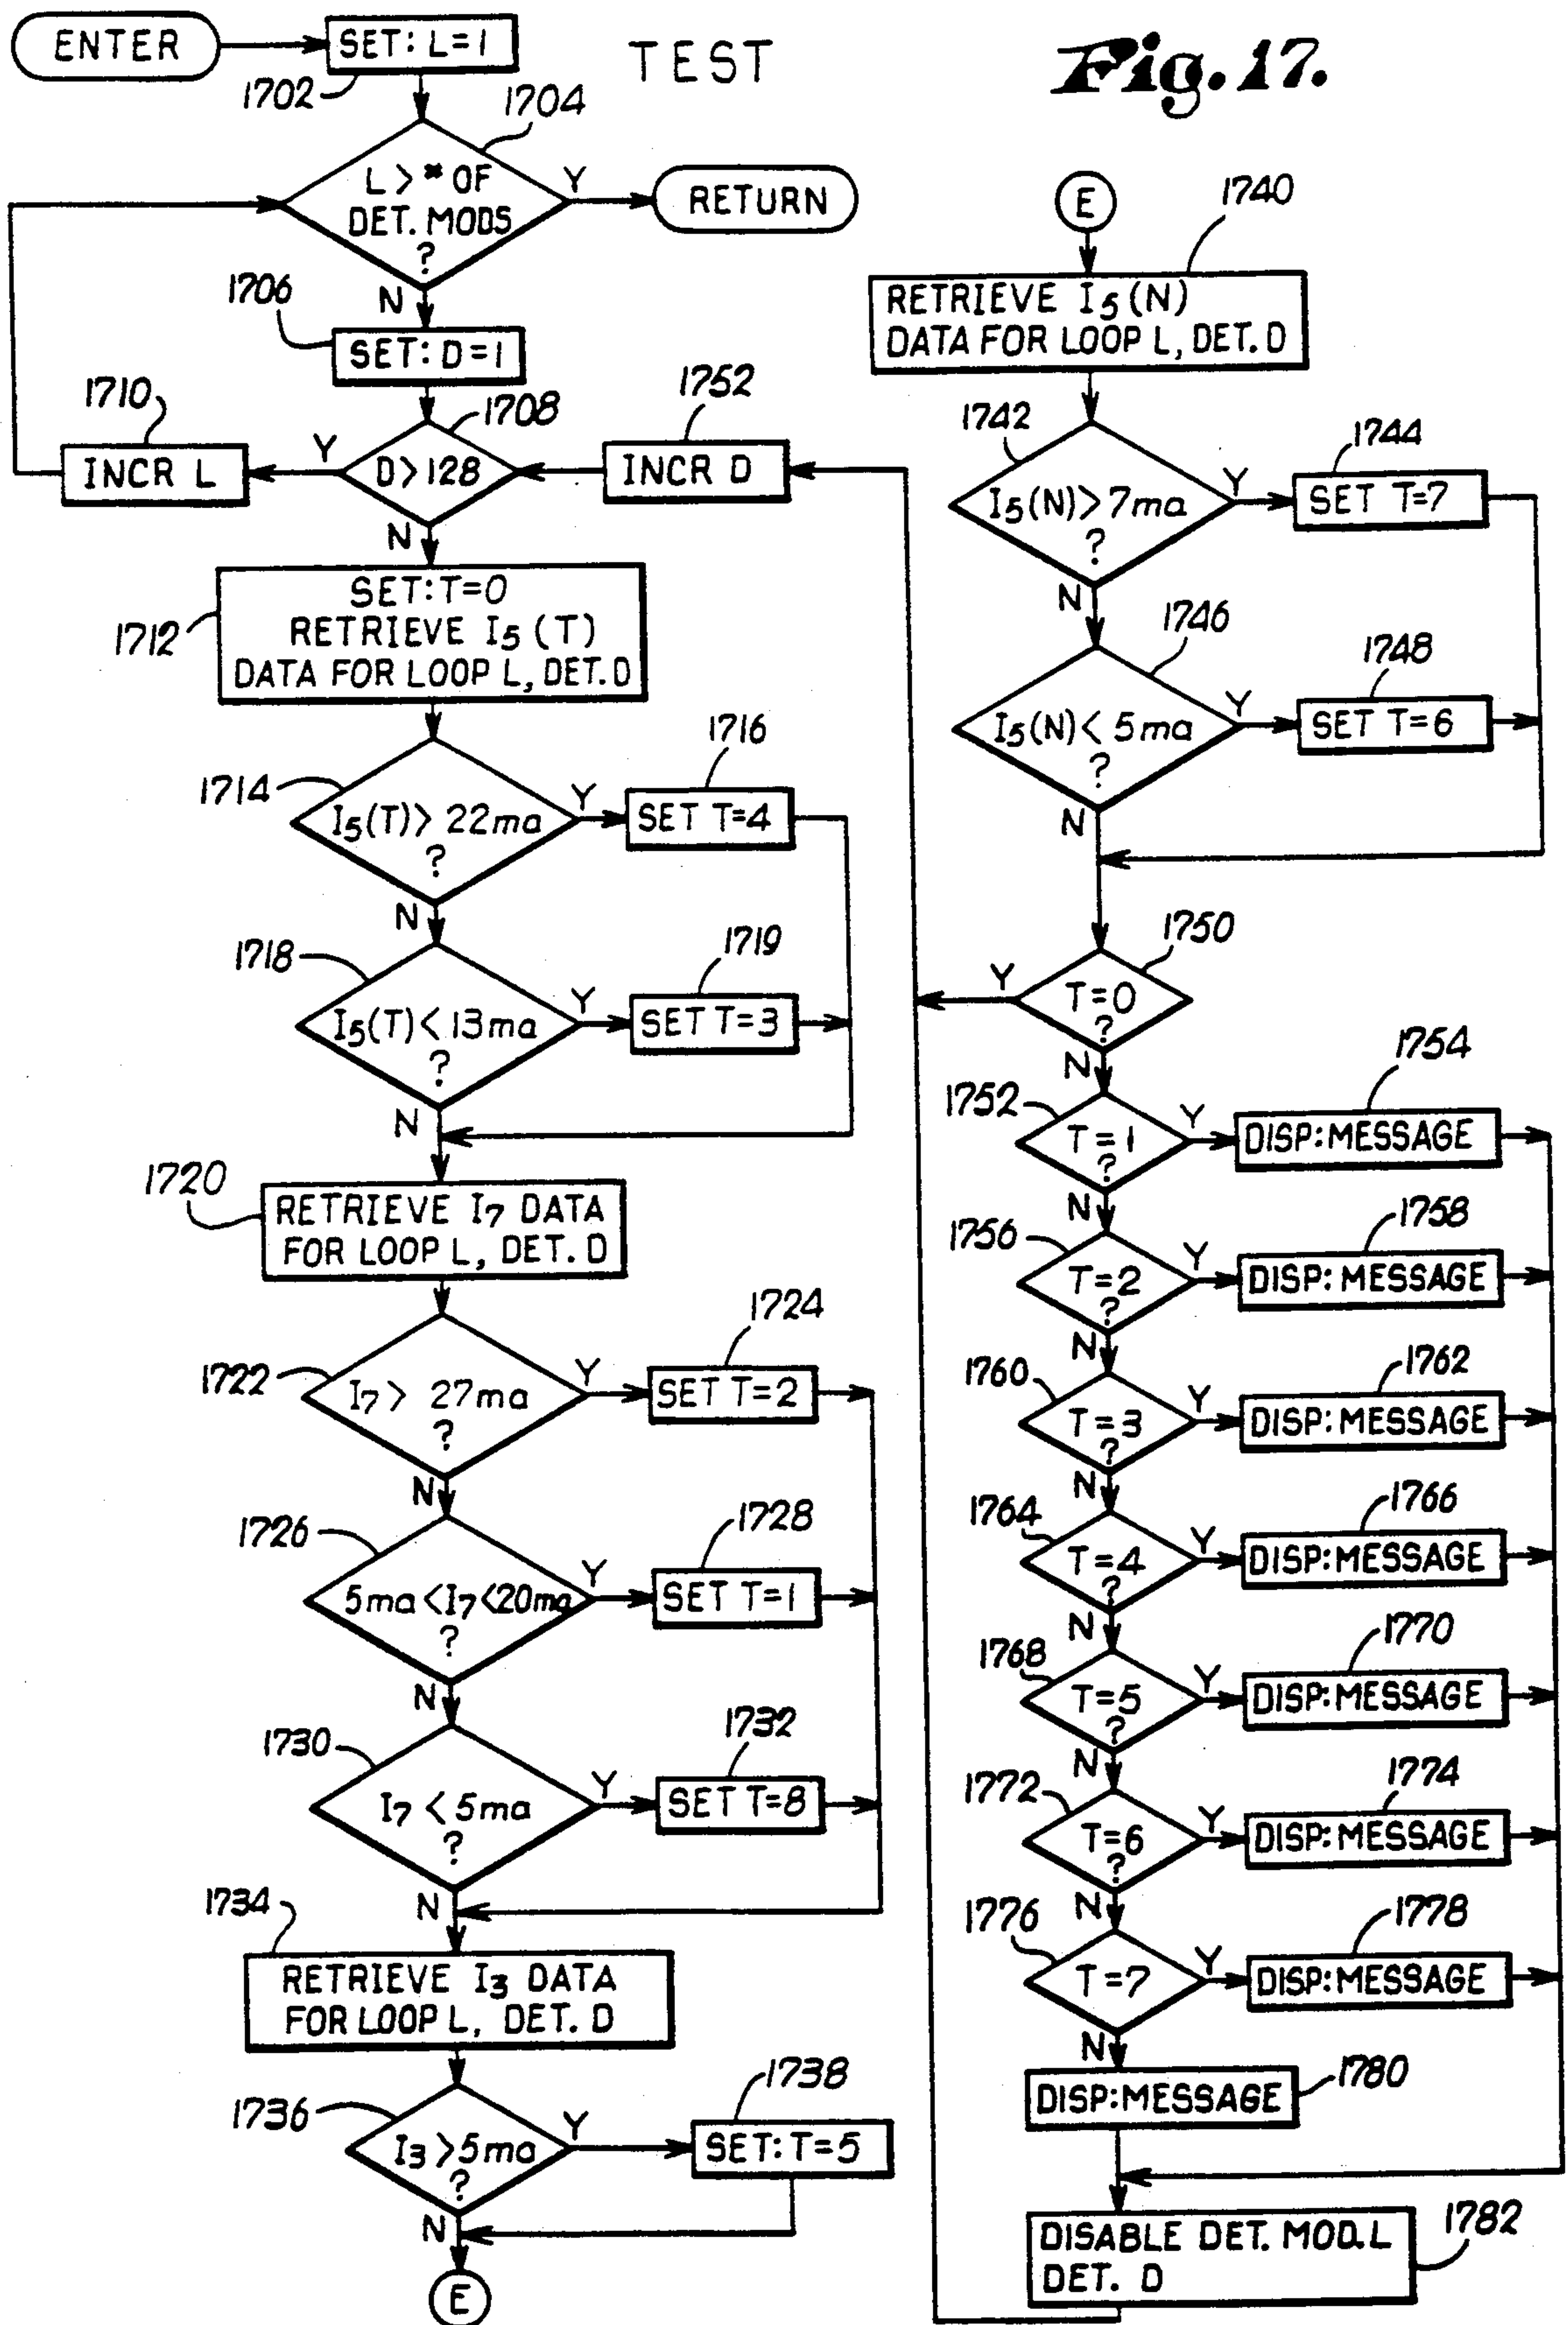 ENTER
SET: L=1
1702
TEST
Fig. 17.
1704
L > # OF
DET. MODS
?
Y
RETURN
N
1706
SET: D=1
1708
D > 128
Y
1710
INCR L
1752
INCR D
N
SET: T=0
RETRIEVE I5 (T)
DATA FOR LOOP L, DET. D
1712
1714
I5(T) > 22ma
?
Y
1716
SET T=4
N
1718
I5(T) < 13ma
?
Y
1719
SET T=3
N
1720
RETRIEVE I7 DATA
FOR LOOP L, DET. D
1722
I7 > 27ma
?
Y
1724
SET T=2
N
1726
5ma < I7 < 20ma
?
Y
1728
SET T=1
N
1730
I7 < 5ma
?
Y
1732
SET T=8
N
1734
RETRIEVE I3 DATA
FOR LOOP L, DET. D
1736
I3 > 5ma
?
Y
1738
SET: T=5
N
E
E
1740
RETRIEVE I5 (N)
DATA FOR LOOP L, DET. D
1742
I5(N) > 7ma
?
Y
1744
SET T=7
N
1746
I5(N) < 5ma
?
Y
1748
SET T=6
N
1750
T=0
?
Y
N
1752
T=1
?
Y
1754
DISP: MESSAGE
N
1756
T=2
?
Y
1758
DISP: MESSAGE
N
1760
T=3
?
Y
1762
DISP: MESSAGE
N
1764
T=4
?
Y
1766
DISP: MESSAGE
N
1768
T=5
?
Y
1770
DISP: MESSAGE
N
1772
T=6
?
Y
1774
DISP: MESSAGE
N
1776
T=7
Y
1778
DISP: MESSAGE
N
DISP: MESSAGE
1780
DISABLE DET. MOD. L
DET. D
1782